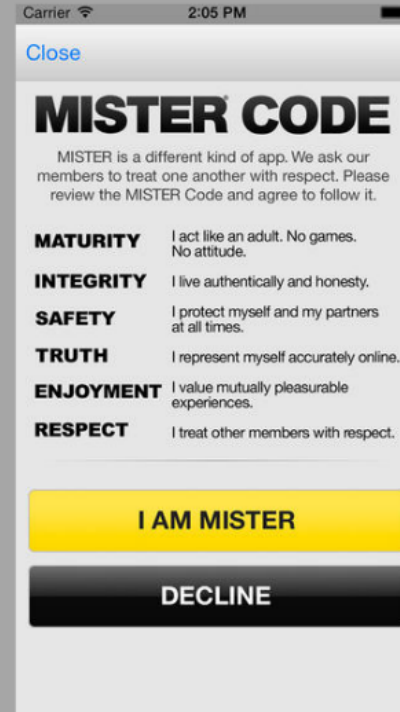 Carrier 2:05 PM
Close
MISTER® CODE
MISTER is a different kind of app. We ask our
members to treat one another with respect. Please
review the MISTER Code and agree to follow it.
MATURITY I act like an adult. No games.
No attitude.
INTEGRITY I live authentically and honesty.
SAFETY I protect myself and my partners
at all times.
TRUTH I represent myself accurately online.
ENJOYMENT I value mutually pleasurable
experiences.
RESPECT I treat other members with respect.
I AM MISTER
DECLINE